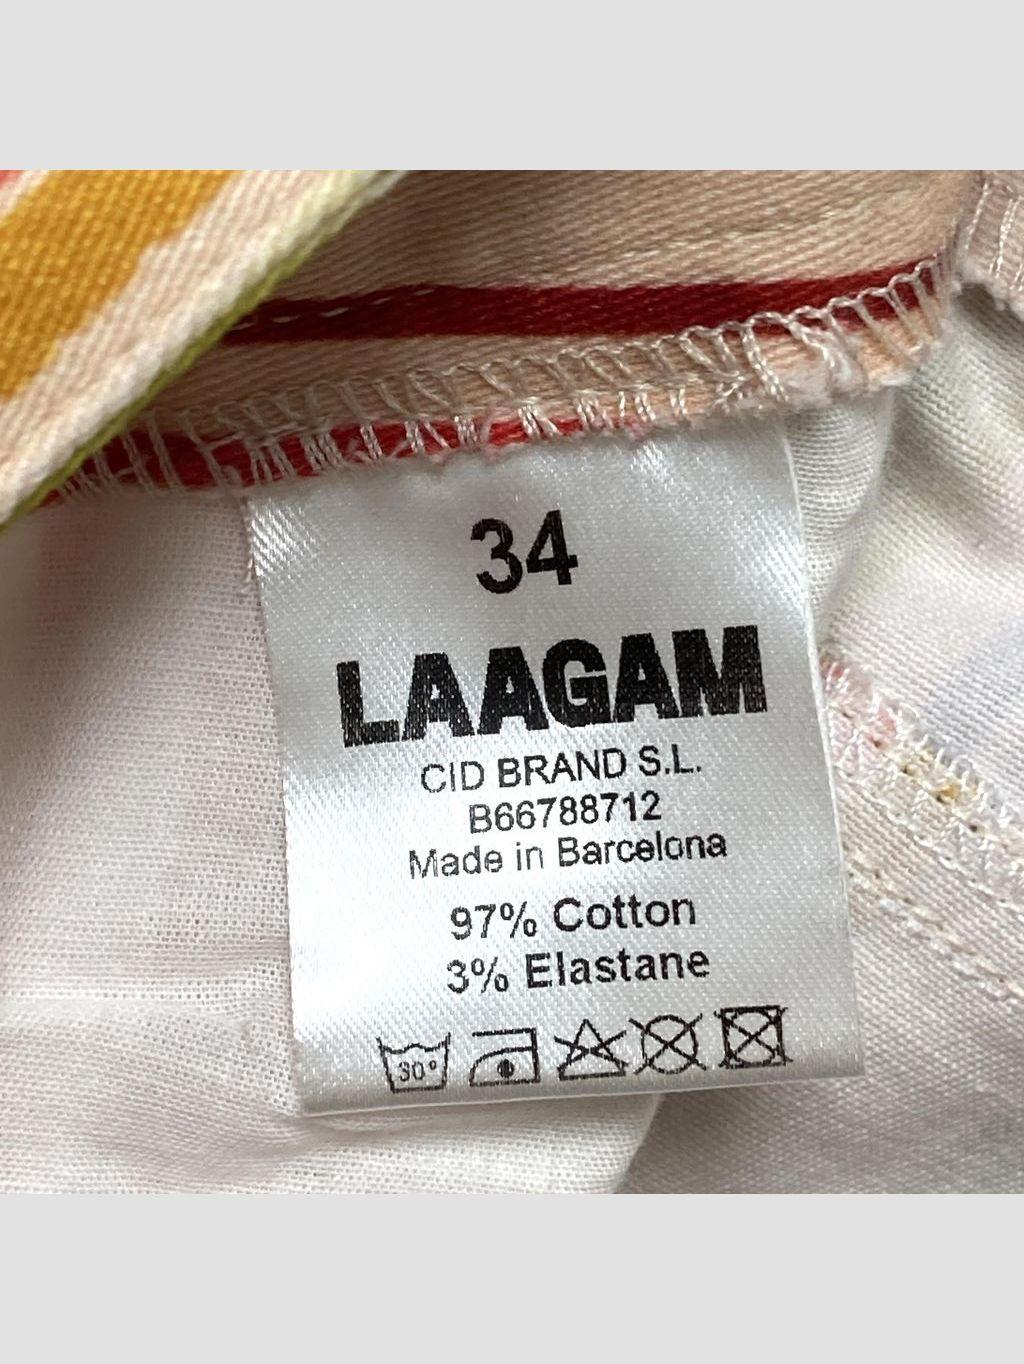 34
LAAGAM
CID BRAND S.L.
B66788712
Made in Barcelona
97% Cotton
3% Elastane
30°